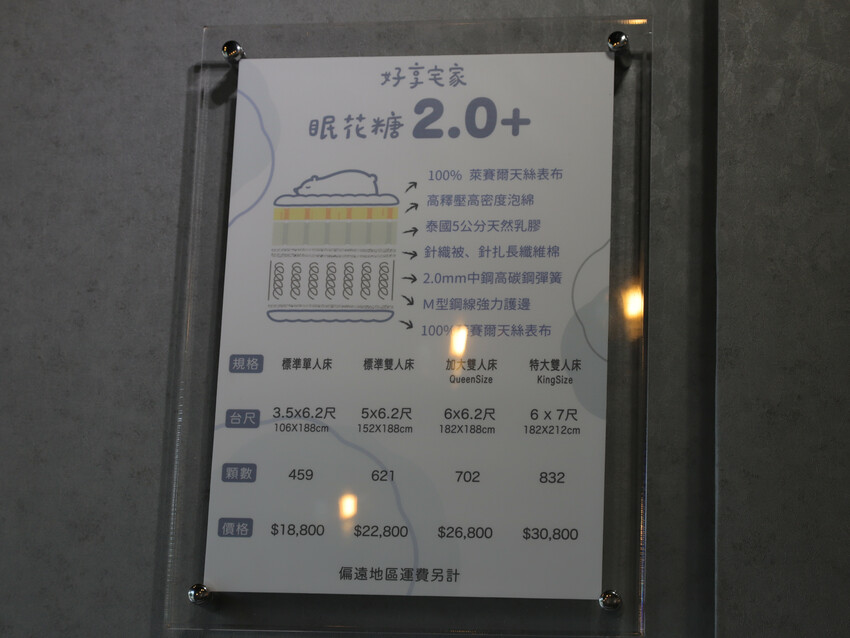 好享宅家
眠花糖 2.0+
100% 萊賽爾天絲表布
高釋壓高密度泡綿
泰國5公分天然乳膠
針織被、針扎長纖維棉
2.0mm中鋼高碳鋼彈簧
M型鋼線強力護邊
100% 賽爾天絲表布
規格 標準單人床 標準雙人床 加大雙人床 特大雙人床
QueenSize KingSize
台尺 3.5x6.2尺 5x6.2尺 6x6.2尺 6 x 7尺
106X188cm 152X188cm 182X188cm 182X212cm
顆數 459 621 702 832
價格 $18,800 $22,800 $26,800 $30,800
偏遠地區運費另計